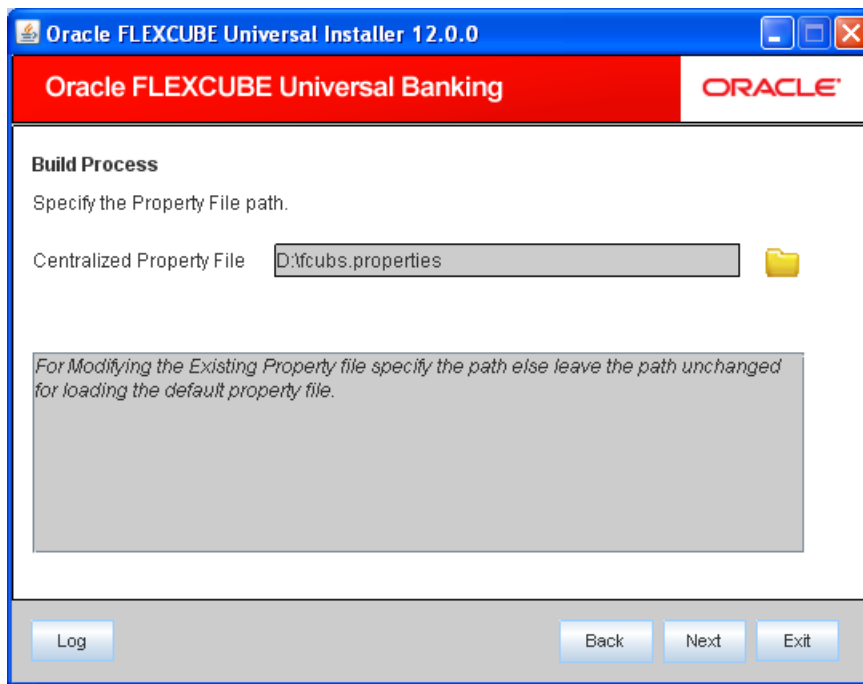 Oracle FLEXCUBE Universal Installer 12.0.0
Oracle FLEXCUBE Universal Banking
ORACLE
Build Process
Specify the Property File path.
Centralized Property File D:\fcubs.properties
For Modifying the Existing Property file specify the path else leave the path unchanged
for loading the default property file.
Log Back Next Exit